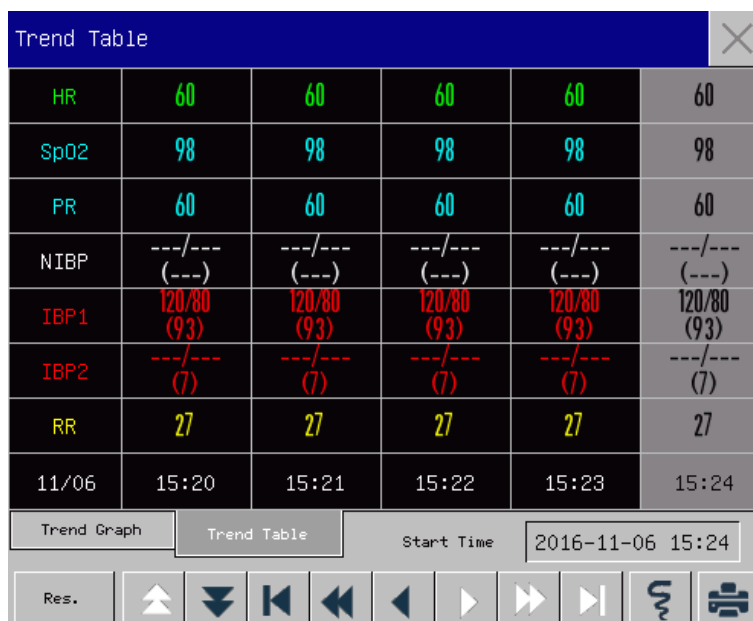 Trend Table
HR 60 60 60 60 60
SpO2 98 98 98 98 98
PR 60 60 60 60 60
NIBP ---/--- ---/--- ---/--- ---/--- ---/---
(---) (---) (---) (---) (---)
IBP1 120/80 120/80 120/80 120/80 120/80
(93) (93) (93) (93) (93)
IBP2 ---/--- ---/--- ---/--- ---/--- ---/---
(7) (7) (7) (7) (7)
RR 27 27 27 27 27
11/06 15:20 15:21 15:22 15:23 15:24
Trend Graph Trend Table Start Time 2016-11-06 15:24
Res.